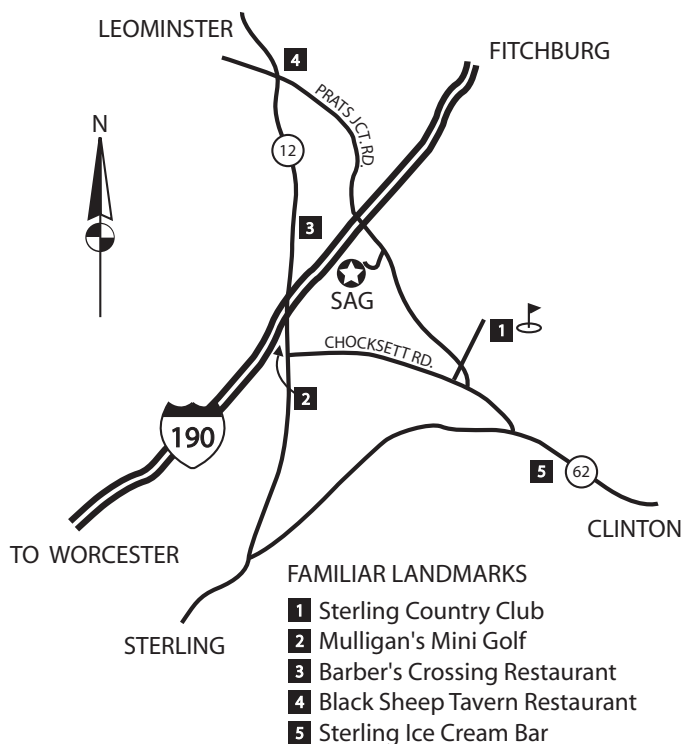 LEOMINSTER
4
FITCHBURG
PRATS JCT. RD.
N
12
3
SAG
1
CHOCKSETT RD.
2
190
5
62
CLINTON
TO WORCESTER
STERLING
FAMILIAR LANDMARKS
1 Sterling Country Club
2 Mulligan's Mini Golf
3 Barber's Crossing Restaurant
4 Black Sheep Tavern Restaurant
5 Sterling Ice Cream Bar